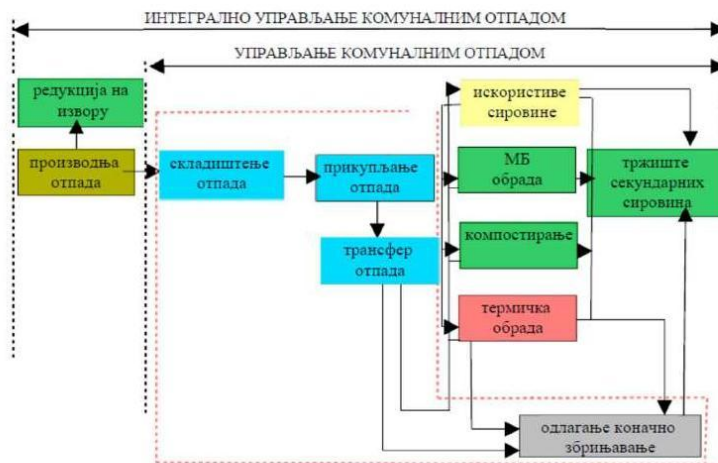 ИНТЕГРАЛНО УПРАВЉАЊЕ КОМУНАЛНИМ ОТПАДОМ
УПРАВЉАЊЕ КОМУНАЛНИМ ОТПАДОМ
редукција на
извору
производња
отпада
складиштење
отпада
прикупљање
отпада
трансфер
отпада
искористиве
сировине
МБ
обрада
компостирање
термичка
обрада
тржиште
секундарних
сировина
одлагање коначно
збрињавање